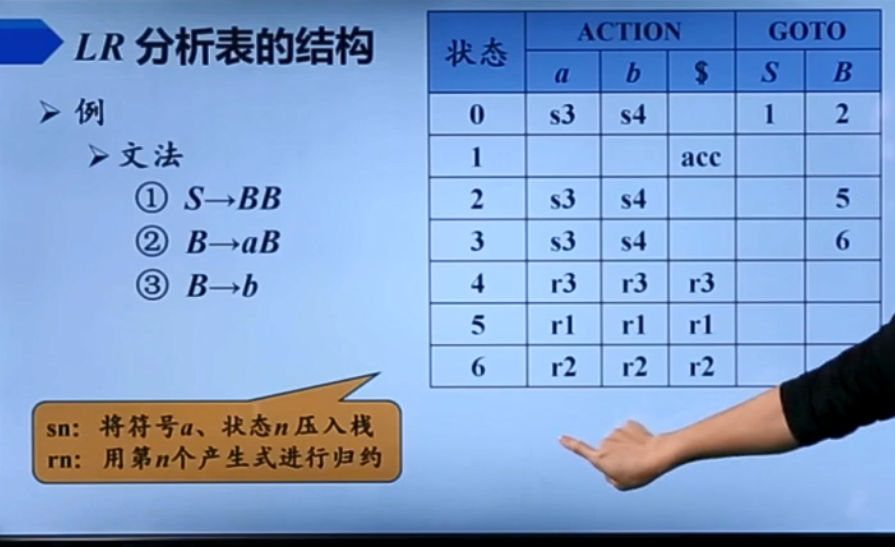 LR 分析表的结构
➢ 例
➢ 文法
① S→BB
② B→aB
③ B→b
sn: 将符号a、状态n 压入栈
rn: 用第n个产生式进行归约
状态 ACTION GOTO
a b $ S B
0 s3 s4 1 2
1 acc
2 s3 s4 5
3 s3 s4 6
4 r3 r3 r3
5 r1 r1 r1
6 r2 r2 r2